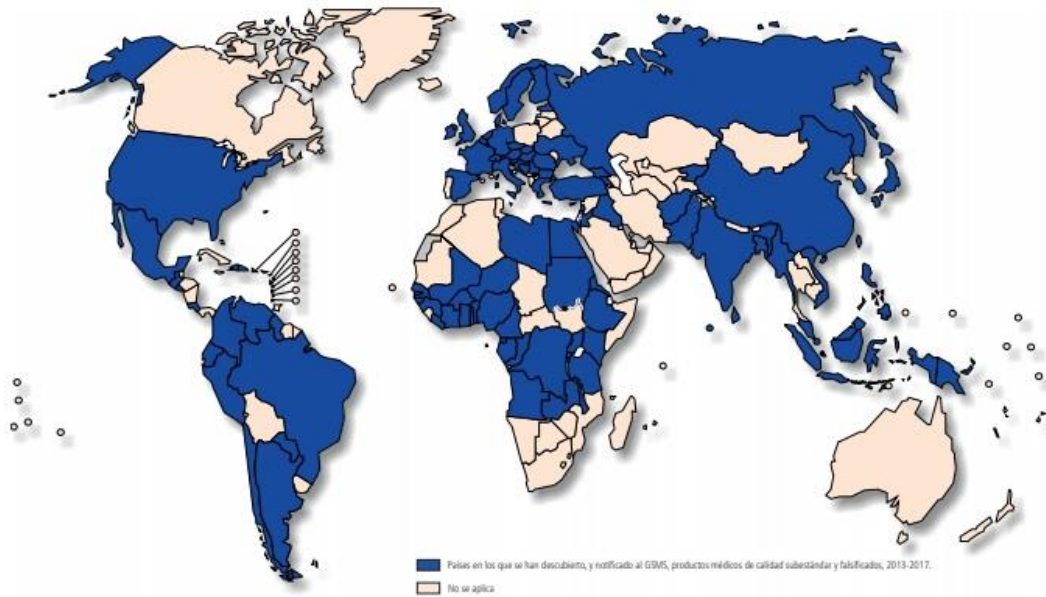 Países en los que se han descubierto, y notificado al GSMS, productos médicos de calidad subestándar y falsificados, 2013-2017.
No se aplica